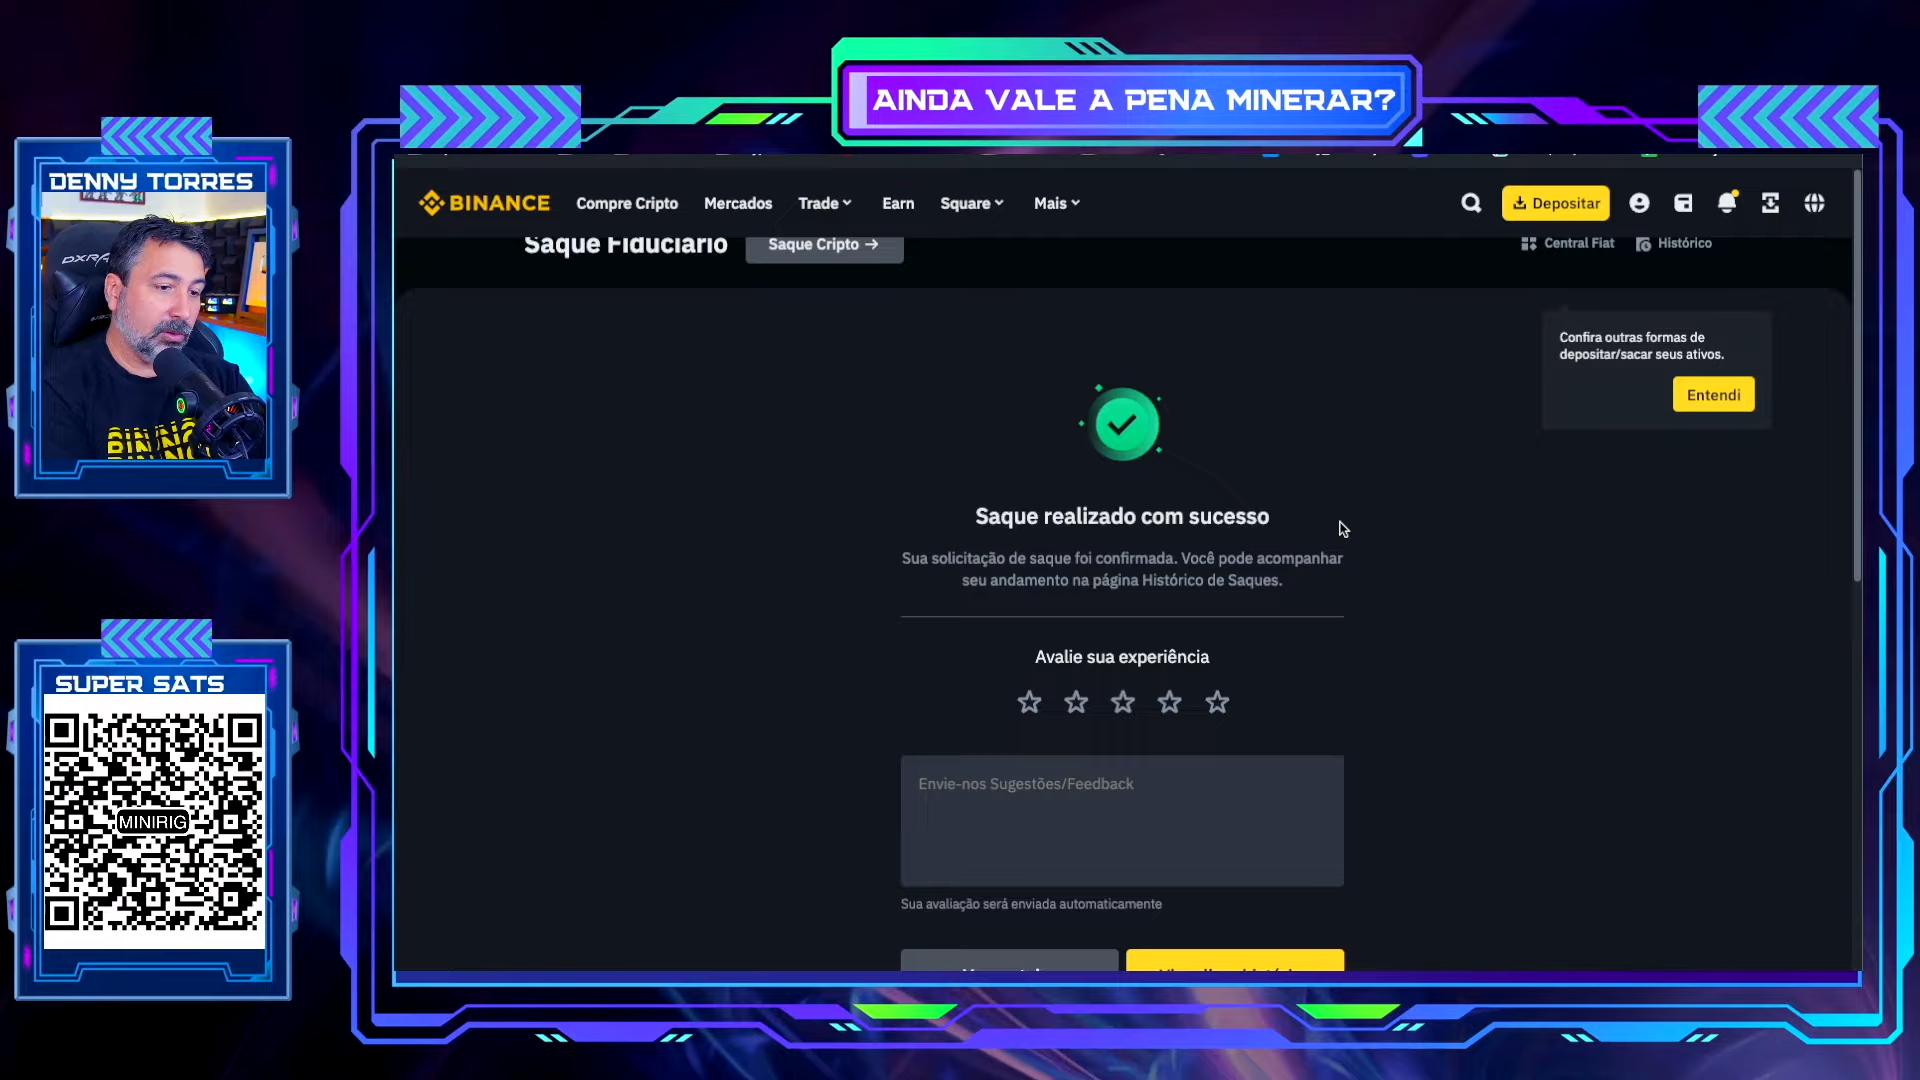 AINDA VALE A PENA MINERAR?
DENNY TORRES
DXRA
BINANCE
Compre Cripto
Mercados
Trade
Earn
Square
Mais
Depositar
Saque Fiduciário
Saque Cripto →
Central Fiat
Histórico
Confira outras formas de
depositar/sacar seus ativos.
Entendi
Saque realizado com sucesso
Sua solicitação de saque foi confirmada. Você pode acompanhar
seu andamento na página Histórico de Saques.
Avalie sua experiência
Envie-nos Sugestões/Feedback
Sua avaliação será enviada automaticamente
SUPER SATS
MINIRIG